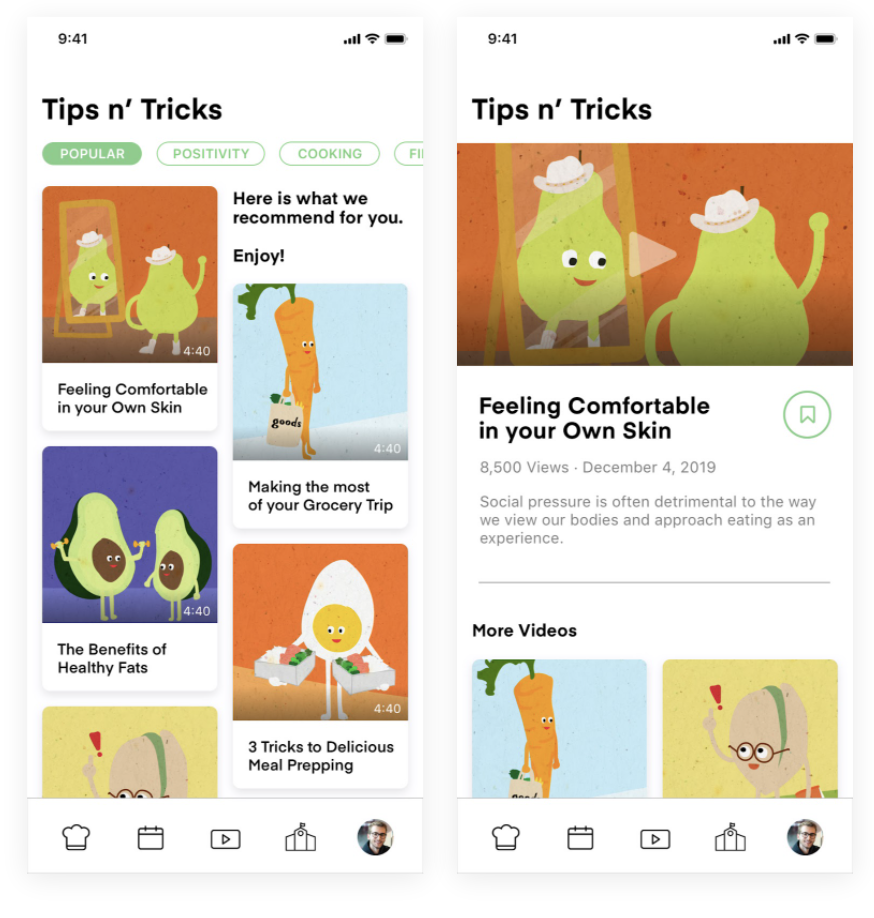 9:41
Tips n’ Tricks
POPULAR
POSITIVITY
COOKING
4:40
Feeling Comfortable
in your Own Skin
Here is what we
recommend for you.
Enjoy!
goods
4:40
Making the most
of your Grocery Trip
4:40
The Benefits of
Healthy Fats
4:40
3 Tricks to Delicious
Meal Prepping
9:41
Tips n’ Tricks
Feeling Comfortable
in your Own Skin
8,500 Views · December 4, 2019
Social pressure is often detrimental to the way
we view our bodies and approach eating as an
experience.
More Videos